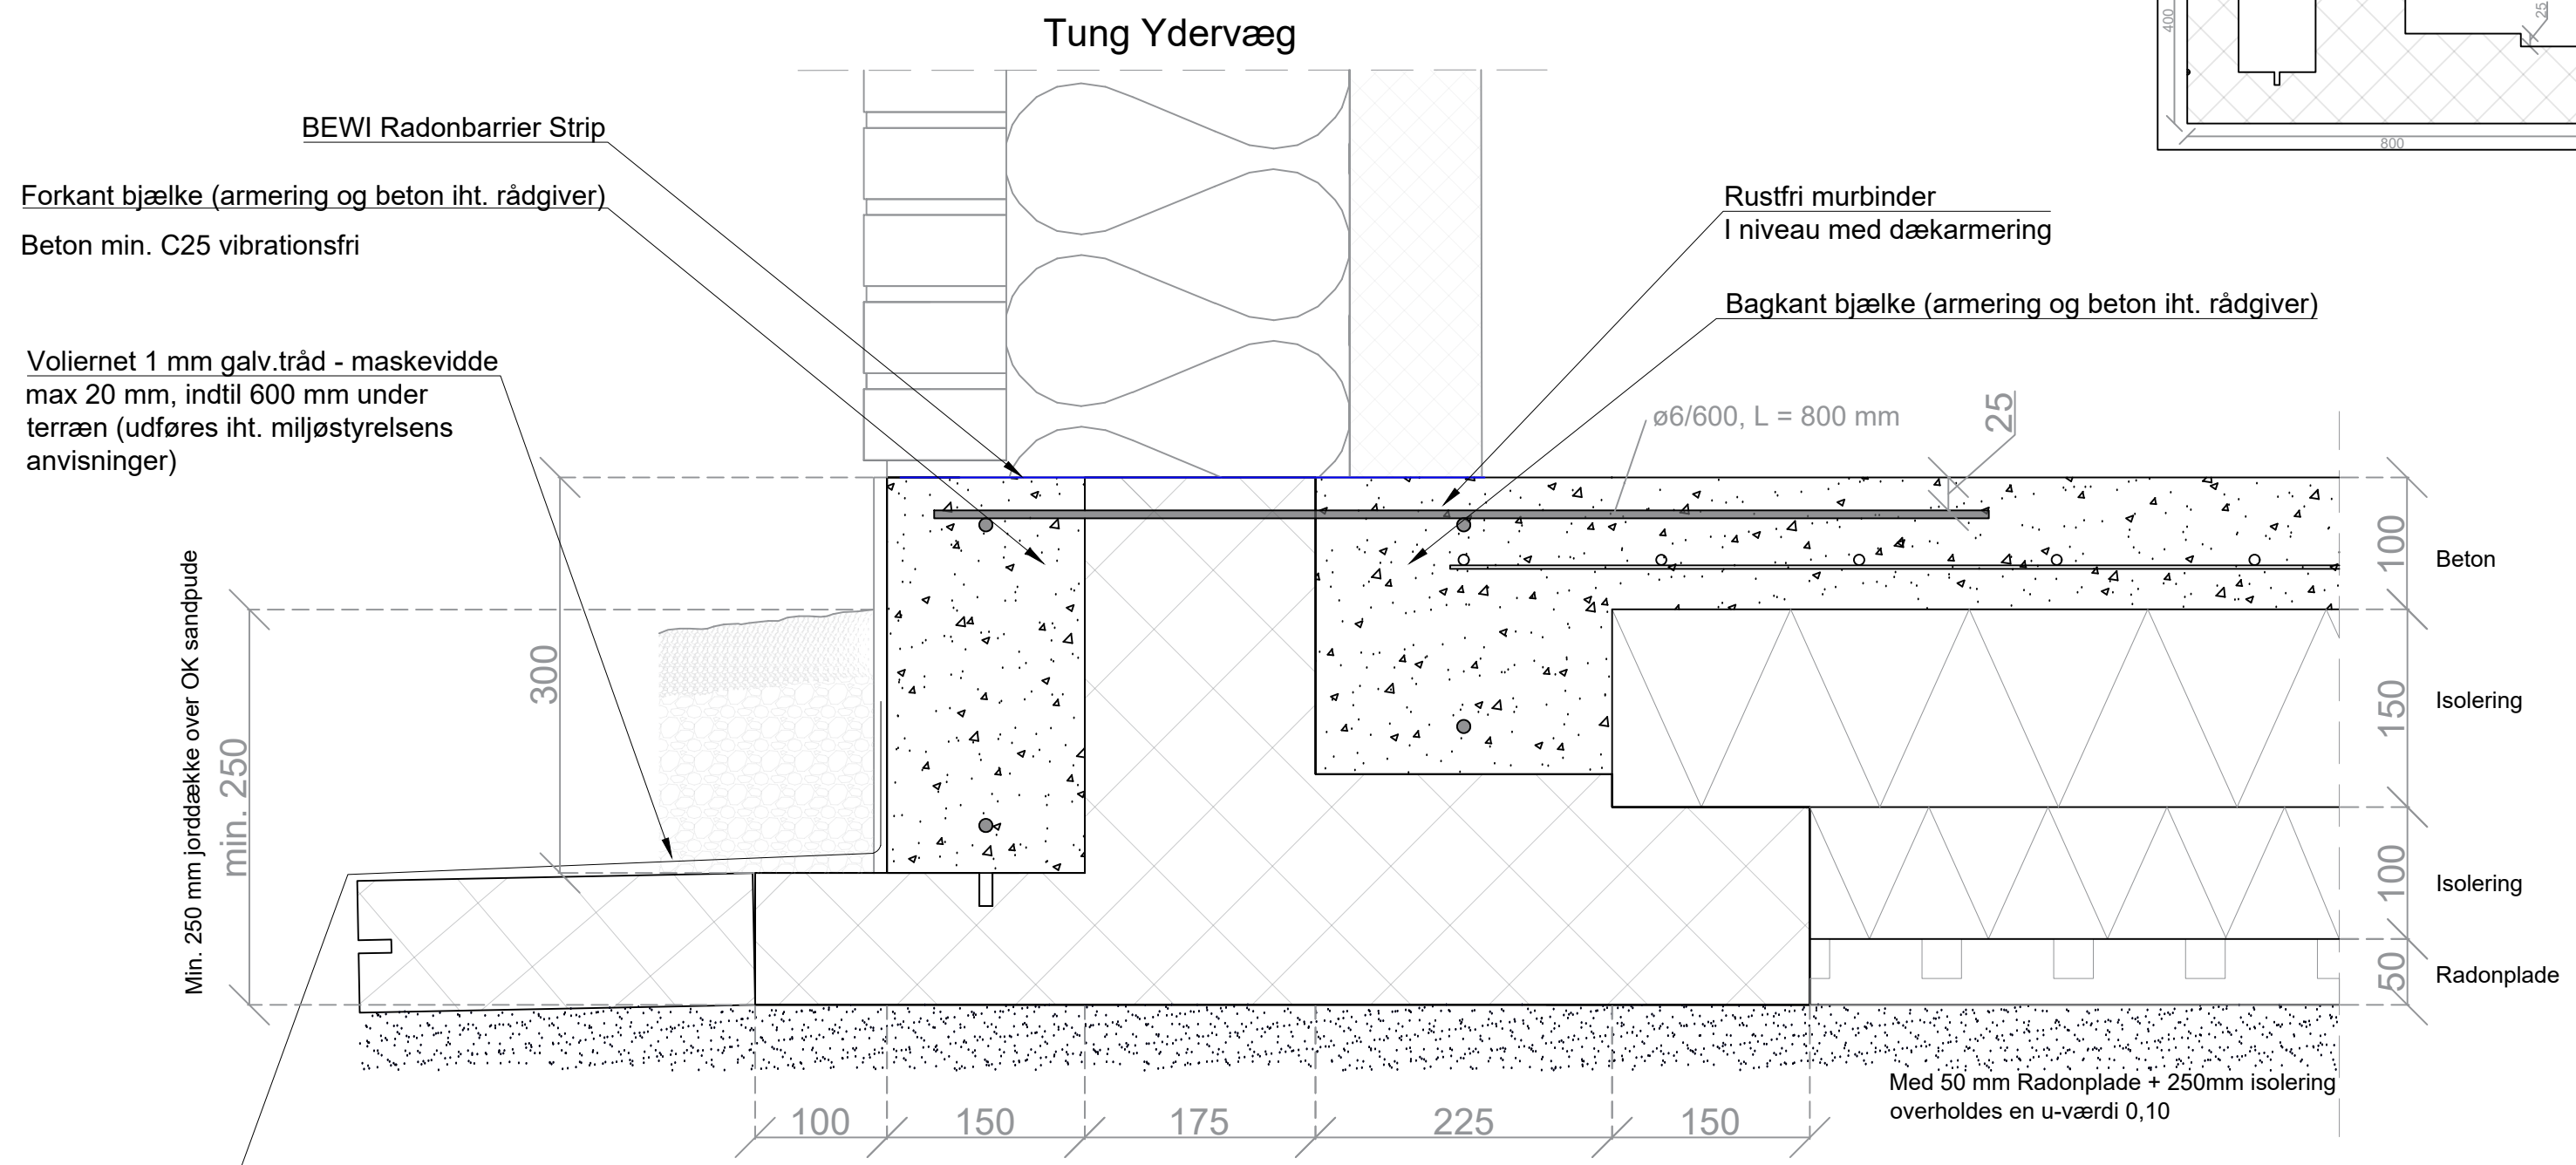 Tung Ydervæg
400
25
800
BEWI Radonbarrier Strip
Forkant bjælke (armering og beton iht. rådgiver)
Beton min. C25 vibrationsfri
Voliernet 1 mm galv.tråd - maskevidde
max 20 mm, indtil 600 mm under
terræn (udføres iht. miljøstyrelsens
anvisninger)
Rustfri murbinder
I niveau med dækarmering
Bagkant bjælke (armering og beton iht. rådgiver)
ø6/600, L = 800 mm
25
Min. 250 mm jorddække over OK sandpude
min. 250
300
100
Beton
150
Isolering
100
Isolering
50
Radonplade
Med 50 mm Radonplade + 250mm isolering
overholdes en u-værdi 0,10
100
150
175
225
150